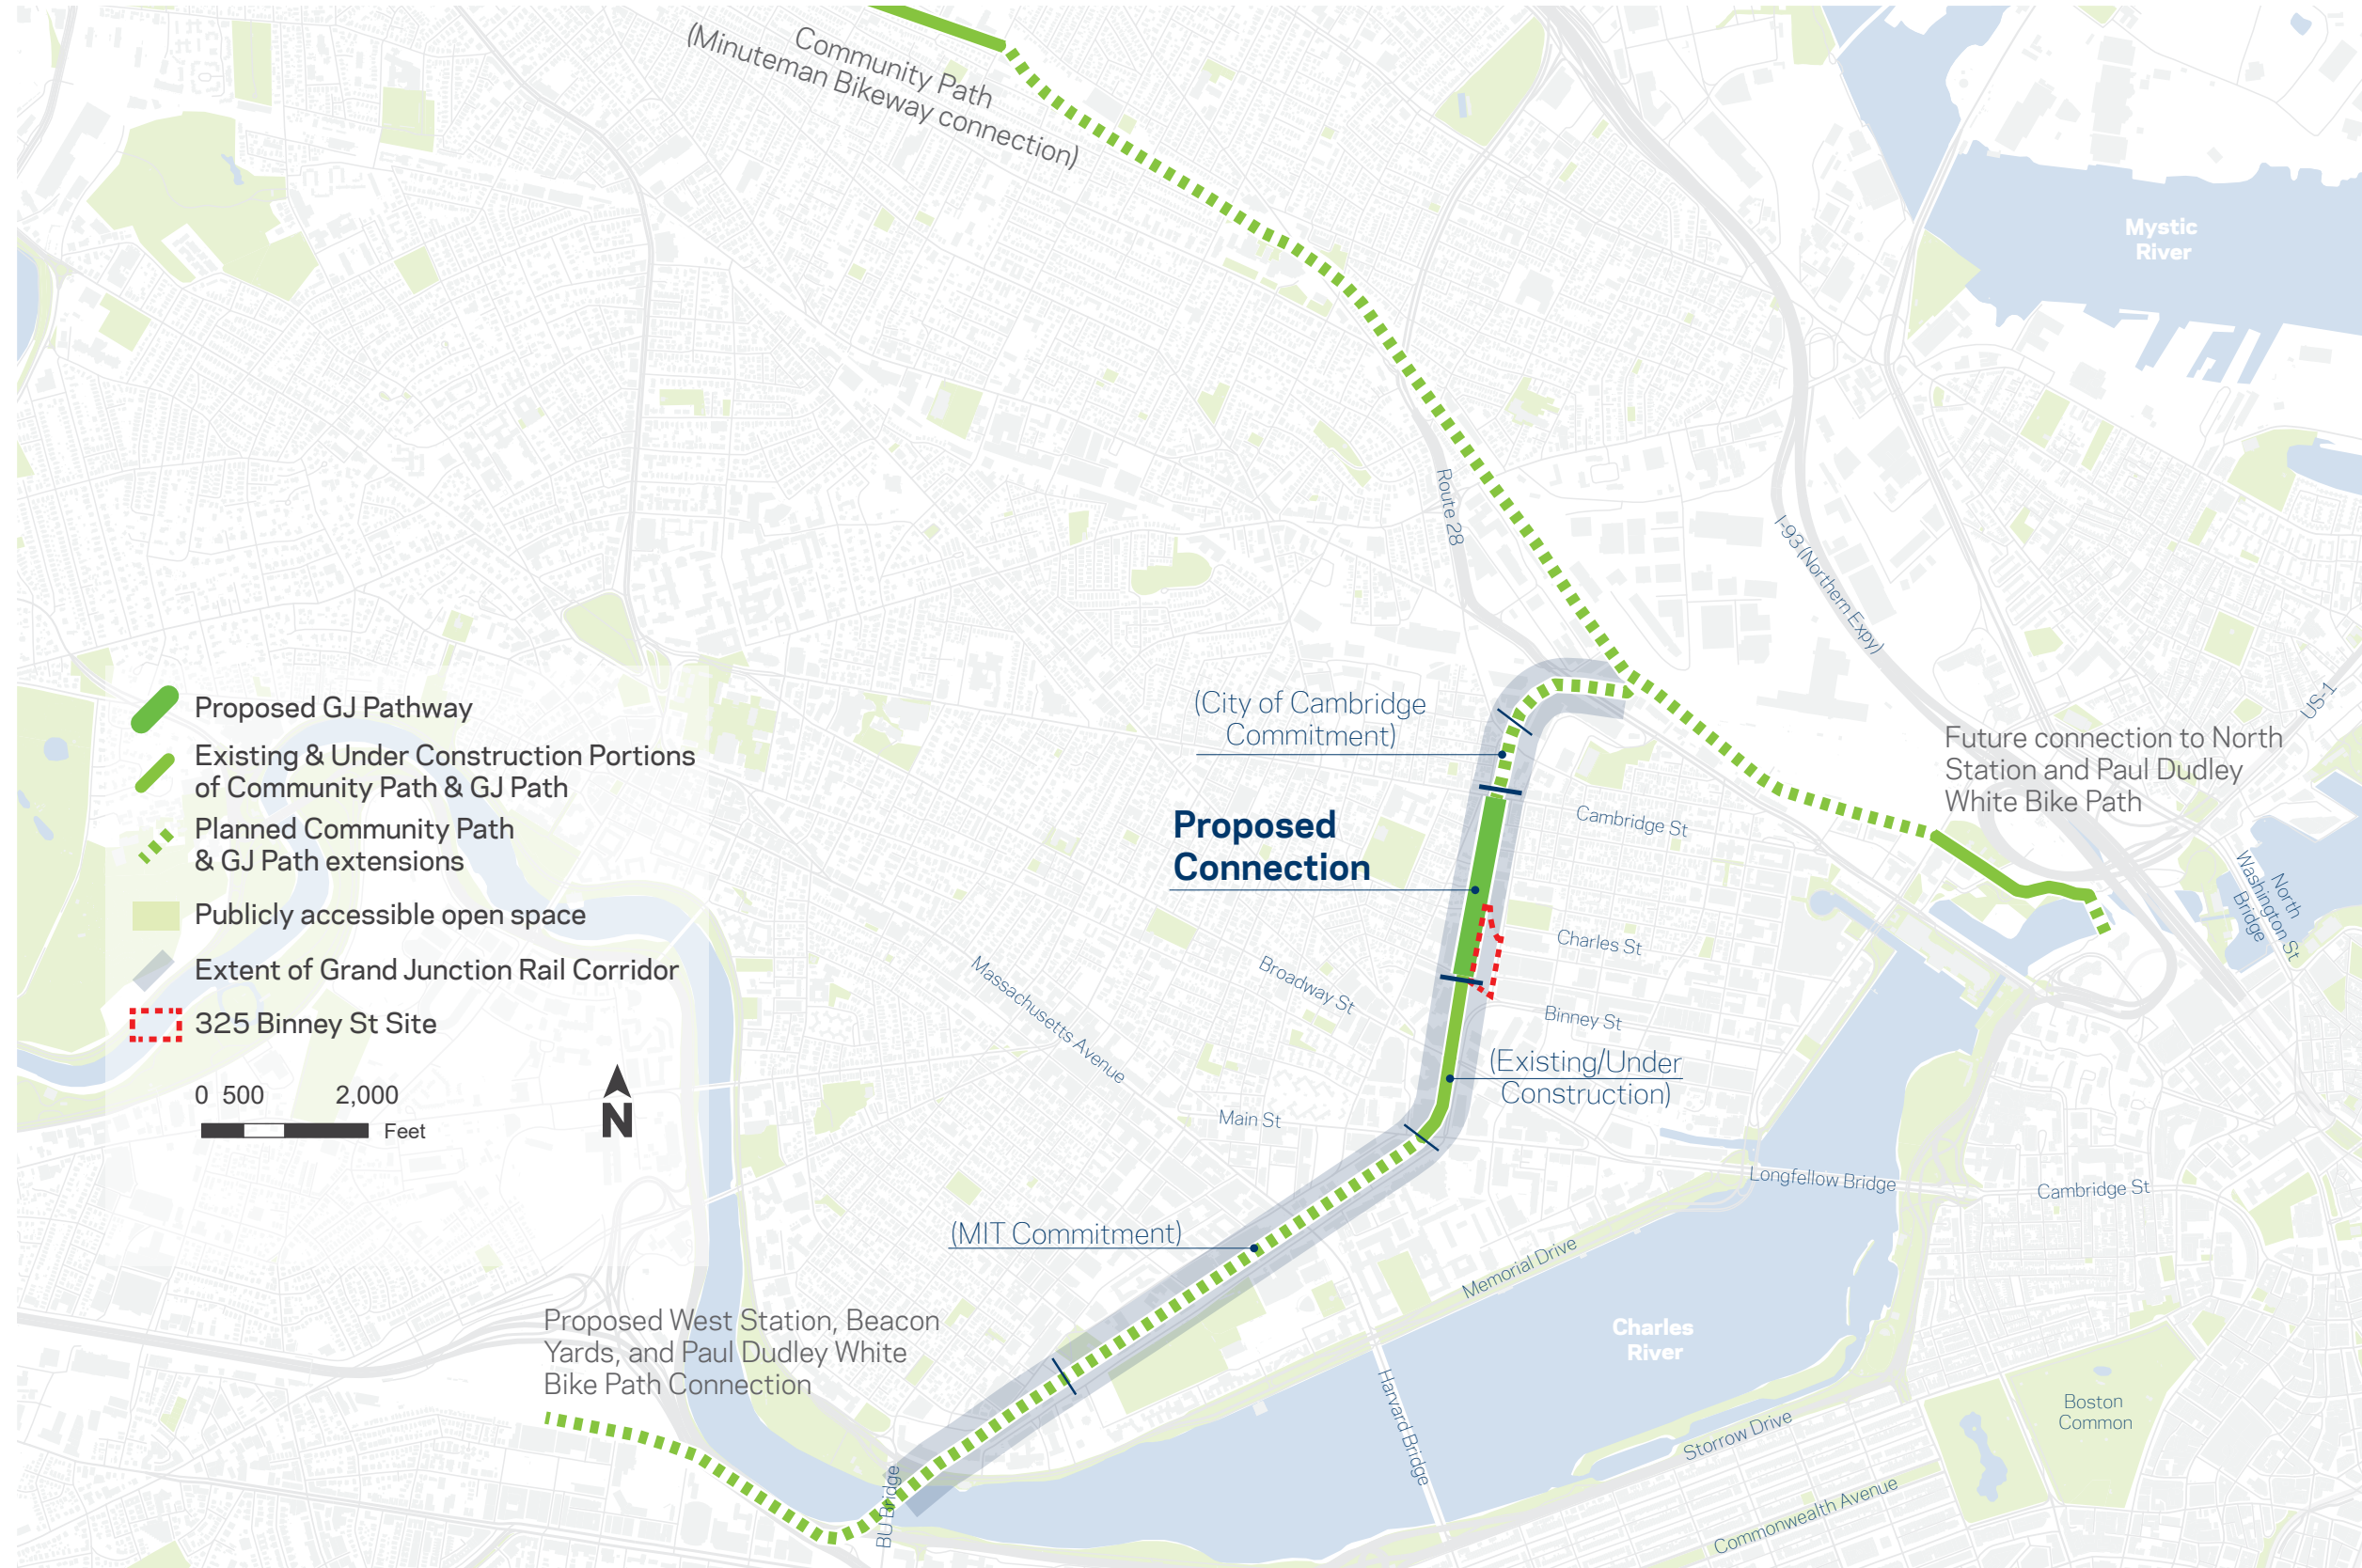 Community Path
(Minuteman Bikeway connection)
Mystic
River
Route 28
I-93 (Northern Expy)
US-1
(City of Cambridge
Commitment)
Proposed GJ Pathway
Existing & Under Construction Portions
of Community Path & GJ Path
Planned Community Path
& GJ Path extensions
Publicly accessible open space
Extent of Grand Junction Rail Corridor
325 Binney St Site
0 500 2,000
Feet
N
Proposed
Connection
Cambridge St
Future connection to North
Station and Paul Dudley
White Bike Path
North
Washington St
Bridge
Charles St
Broadway St
Massachusetts Avenue
Binney St
(Existing/Under
Construction)
Main St
Longfellow Bridge
Cambridge St
(MIT Commitment)
Memorial Drive
Proposed West Station, Beacon
Yards, and Paul Dudley White
Bike Path Connection
Charles
River
Harvard Bridge
Boston
Common
Storrow Drive
BU Bridge
Commonwealth Avenue